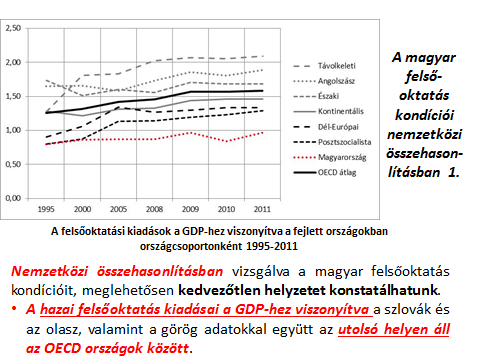 2,50
2,00
1,50
1,00
0,50
0,00
1995 2000 2005 2008 2009 2010 2011
Távolkeleti
Angolszász
Északi
Kontinentális
Dél-Európai
Posztszocialista
Magyarország
OECD átlag
A magyar
felső-
oktatás
kondíciói
nemzetközi
összehason-
lításban 1.
A felsőoktatási kiadások a GDP-hez viszonyítva a fejlett országokban
országcsoportonként 1995-2011
Nemzetközi összehasonlításban vizsgálva a magyar felsőoktatás
kondícióit, meglehetősen kedvezőtlen helyzetet konstatálhatunk.
• A hazai felsőoktatás kiadásai a GDP-hez viszonyítva a szlovák és
az olasz, valamint a görög adatokkal együtt az utolsó helyen áll
az OECD országok között.